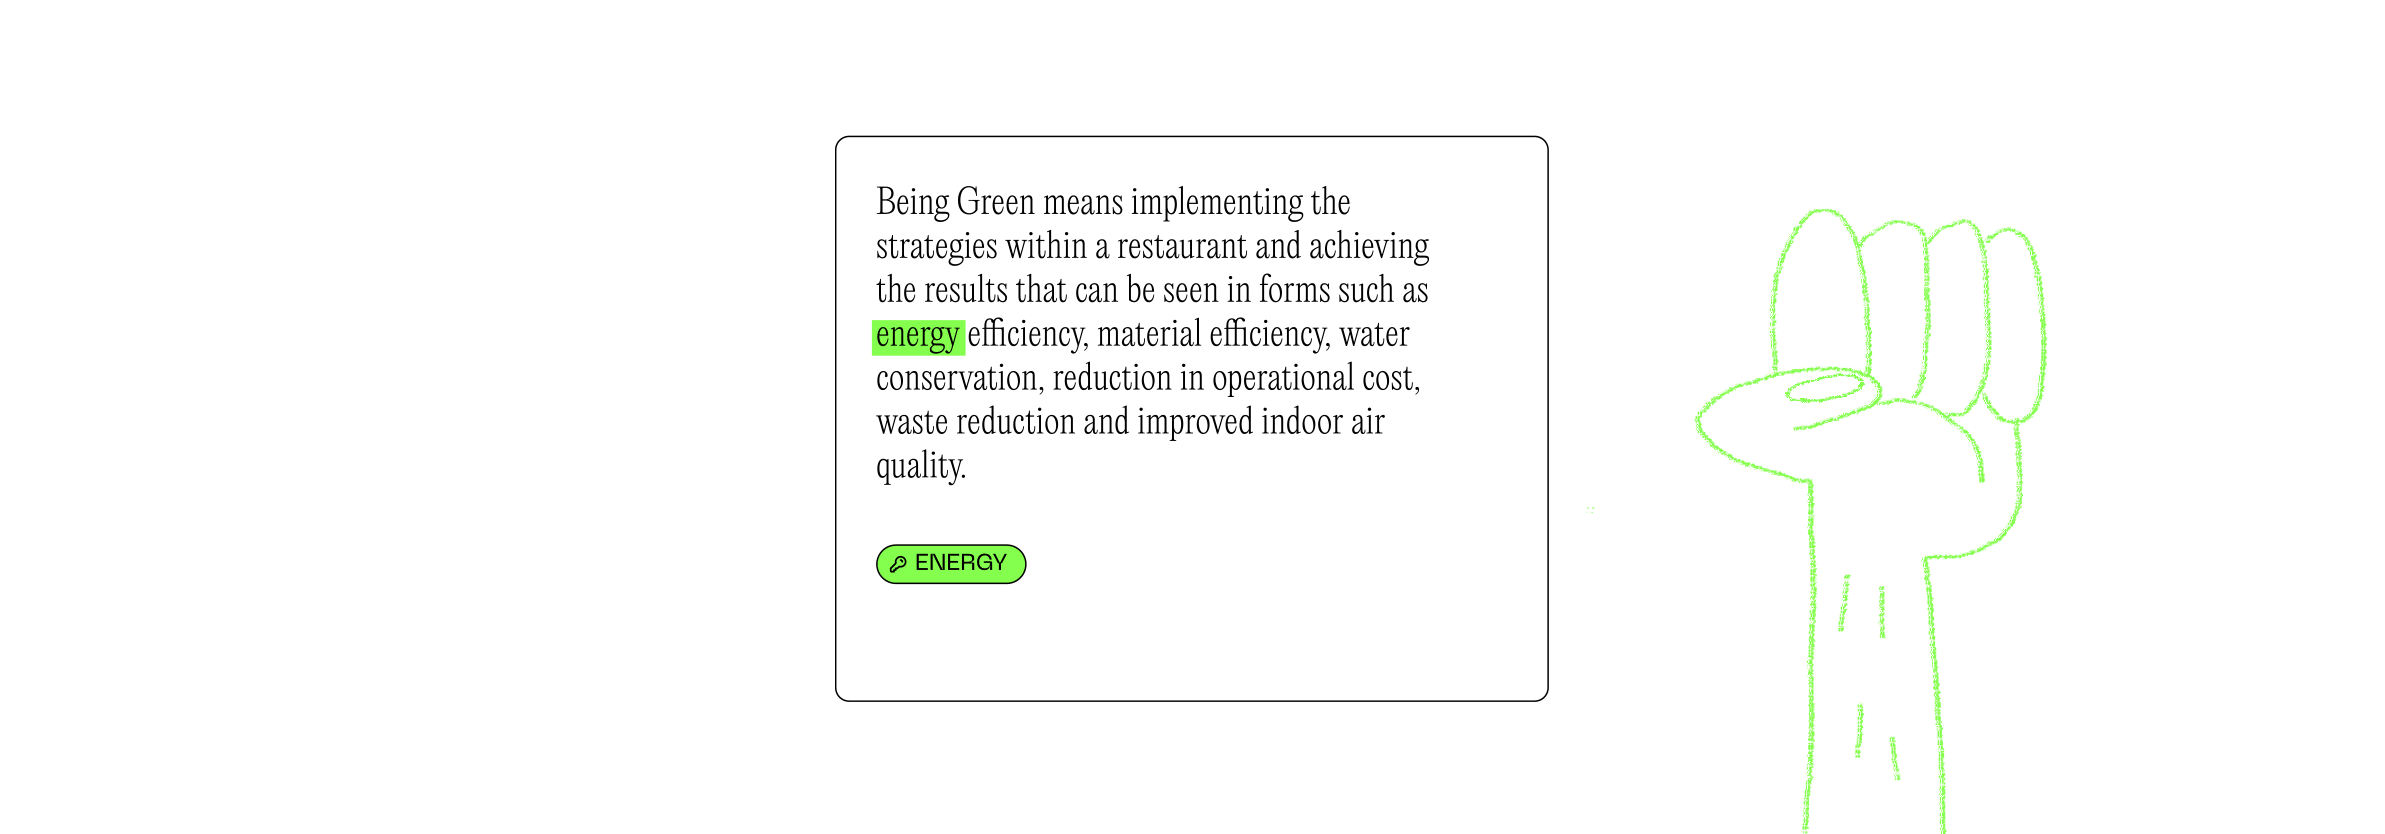 Being Green means implementing the
strategies within a restaurant and achieving
the results that can be seen in forms such as
energy efficiency, material efficiency, water
conservation, reduction in operational cost,
waste reduction and improved indoor air
quality.
ENERGY